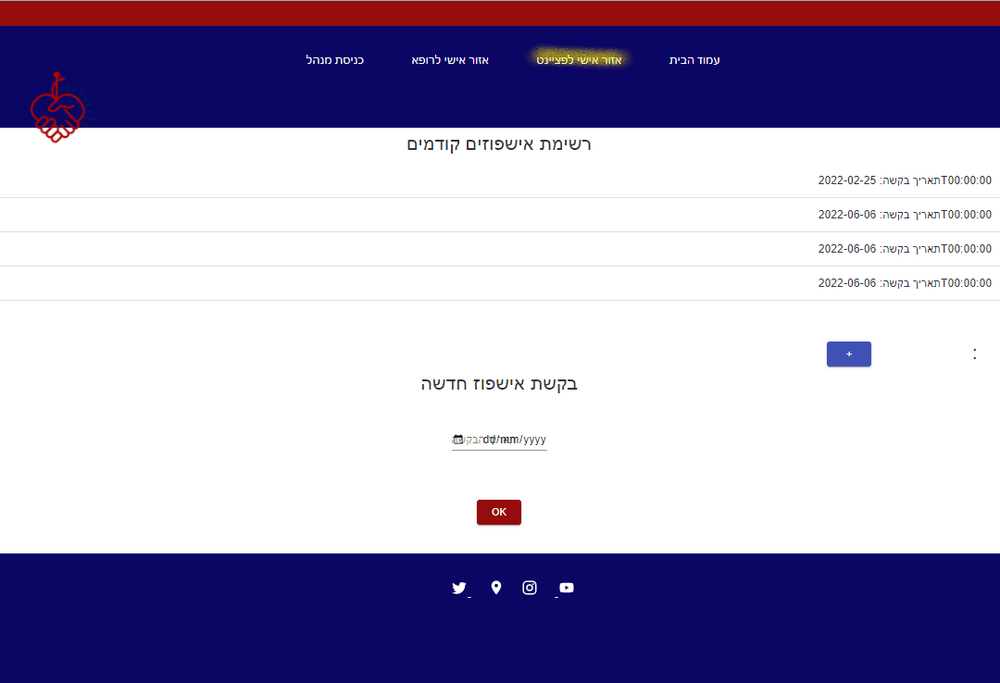 עמוד הבית אזור אישי לפציינט אזור אישי לרופא כניסת מנהל
רשימת אישפוזים קודמים
תאריך בקשה: 2022-02-25T00:00:00
תאריך בקשה: 2022-06-06T00:00:00
תאריך בקשה: 2022-06-06T00:00:00
תאריך בקשה: 2022-06-06T00:00:00
: +
בקשת אישפוז חדשה
תאריך הבקשה dd/mm/yyyy
OK